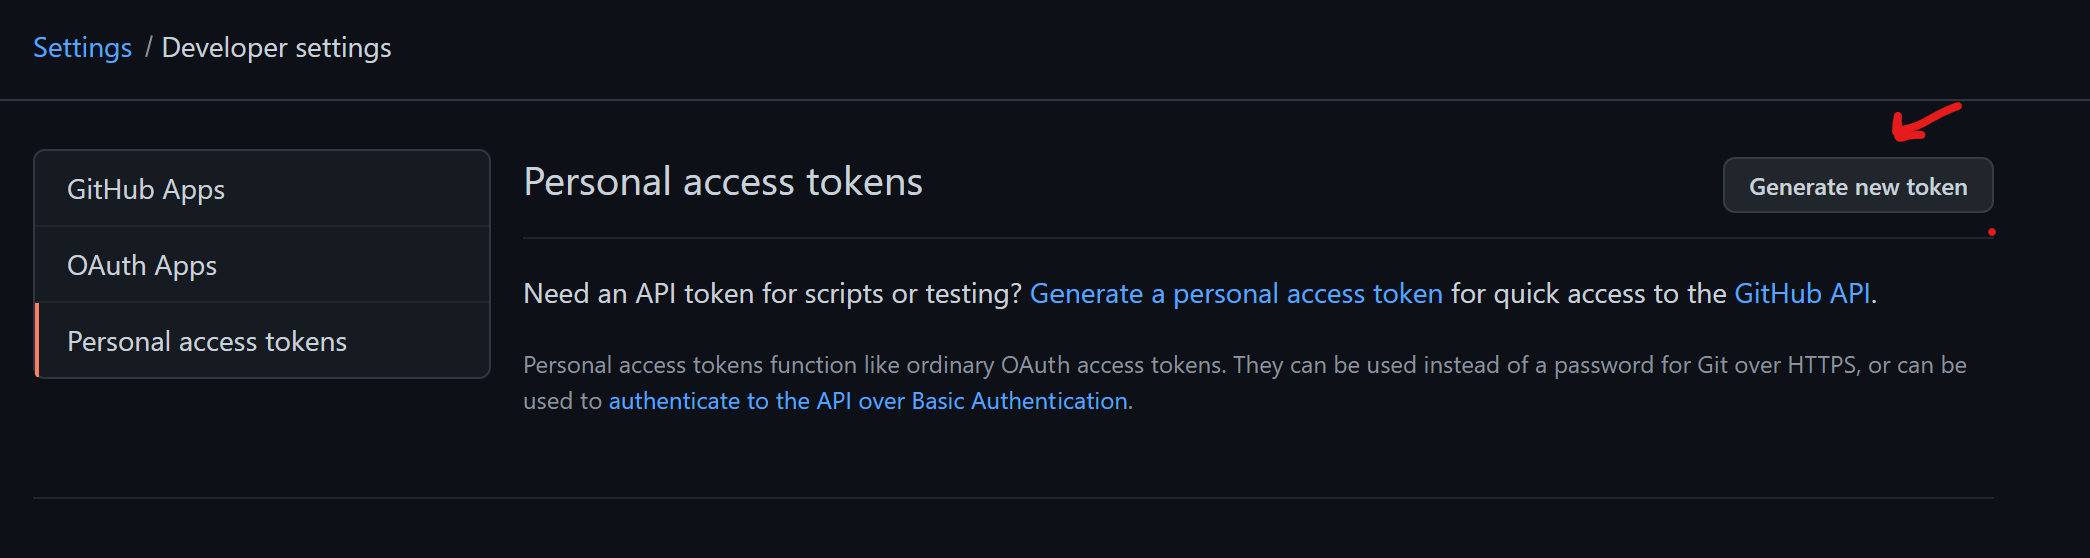 Settings / Developer settings
GitHub Apps
OAuth Apps
Personal access tokens
Personal access tokens
Generate new token
Need an API token for scripts or testing? Generate a personal access token for quick access to the GitHub API.
Personal access tokens function like ordinary OAuth access tokens. They can be used instead of a password for Git over HTTPS, or can be
used to authenticate to the API over Basic Authentication.